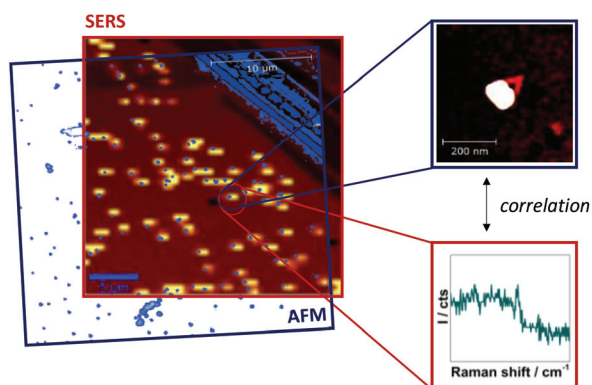 SERS
10 µm
200 nm
correlation
AFM
I / cts
Raman shift / cm⁻¹